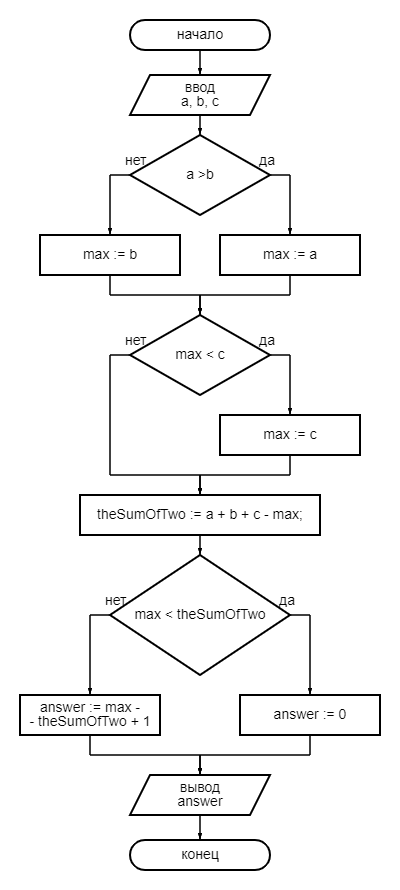 начало
ввод
a, b, c
нет
да
a >b
max := b
max := a
нет
да
max < c
max := c
theSumOfTwo := a + b + c - max;
нет
да
max < theSumOfTwo
answer := max -
- theSumOfTwo + 1
answer := 0
вывод
answer
конец